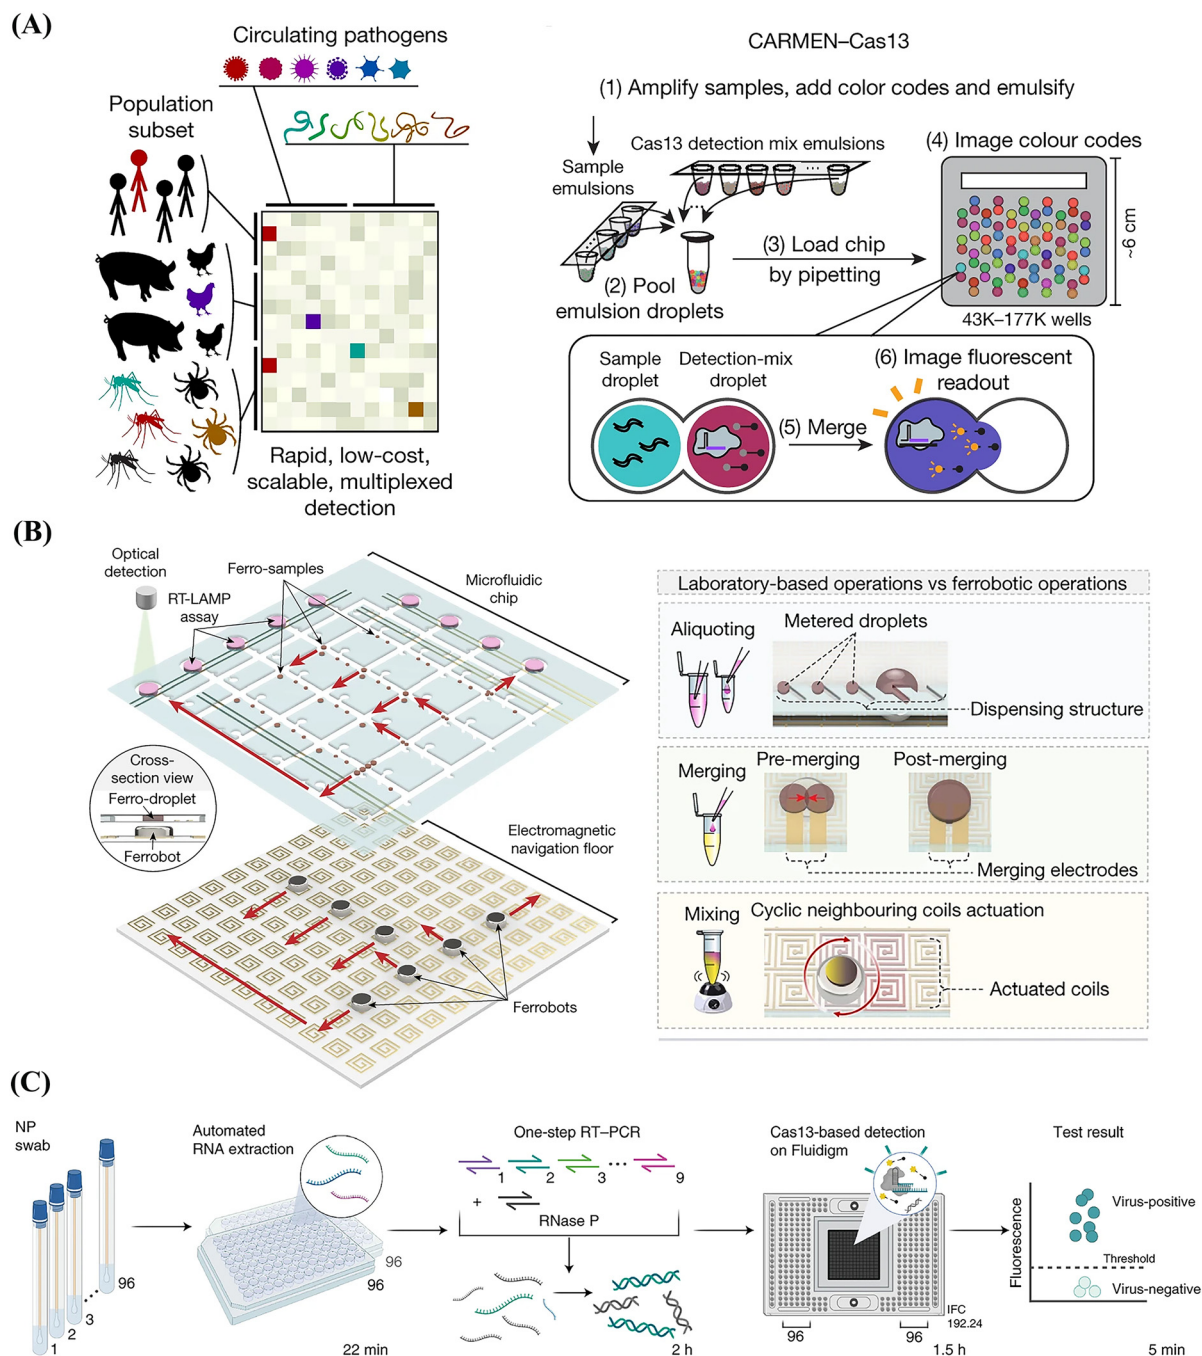 (A)
Circulating pathogens
Population
subset
Rapid, low-cost,
scalable, multiplexed
detection
CARMEN–Cas13
(1) Amplify samples, add color codes and emulsify
Sample
emulsions
Cas13 detection mix emulsions
(2) Pool
emulsion droplets
(3) Load chip
by pipetting
(4) Image colour codes
~6 cm
43K–177K wells
Sample
droplet
Detection-mix
droplet
(5) Merge
(6) Image fluorescent
readout
(B)
Optical
detection
RT-LAMP
assay
Ferro-samples
Microfluidic
chip
Cross-
section view
Ferro-droplet
Ferrobot
Electromagnetic
navigation floor
Ferrobots
Laboratory-based operations vs ferrobotic operations
Aliquoting
Metered droplets
Dispensing structure
Merging
Pre-merging
Post-merging
Merging electrodes
Mixing
Cyclic neighbouring coils actuation
Actuated coils
(C)
NP
swab
1
2
3
96
Automated
RNA extraction
96
96
22 min
One-step RT–PCR
1 2 3 9
+
RNase P
2 h
Cas13-based detection
on Fluidigm
IFC
192.24
96
96
1.5 h
Test result
Fluorescence
Virus-positive
Threshold
Virus-negative
5 min